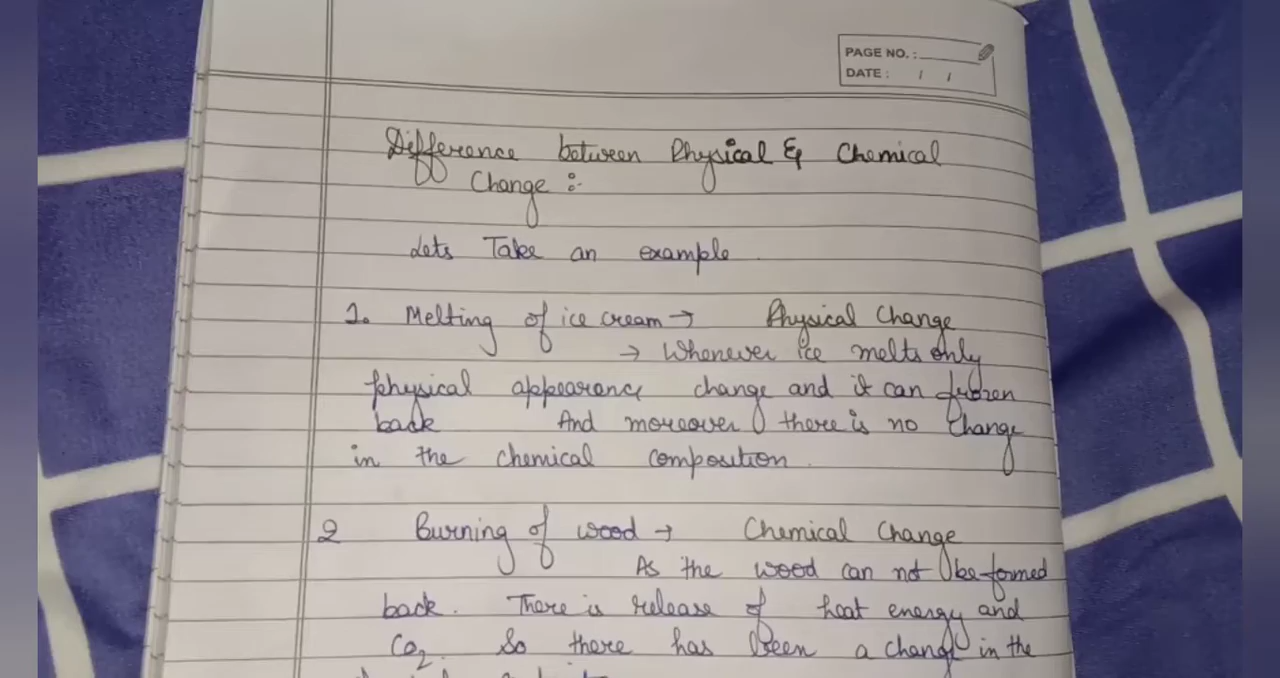 PAGE NO. :
DATE : / /
Difference between Physical & Chemical
Change :-
Lets Take an example
1. Melting of ice cream → Physical Change
→ Whenever ice melts only
physical appearance change and it can frozen
back And moreover there is no change
in the chemical composition.
2 Burning of wood → Chemical Change
As the wood can not be formed
back. There is release of heat energy and
CO2. So there has been a change in the